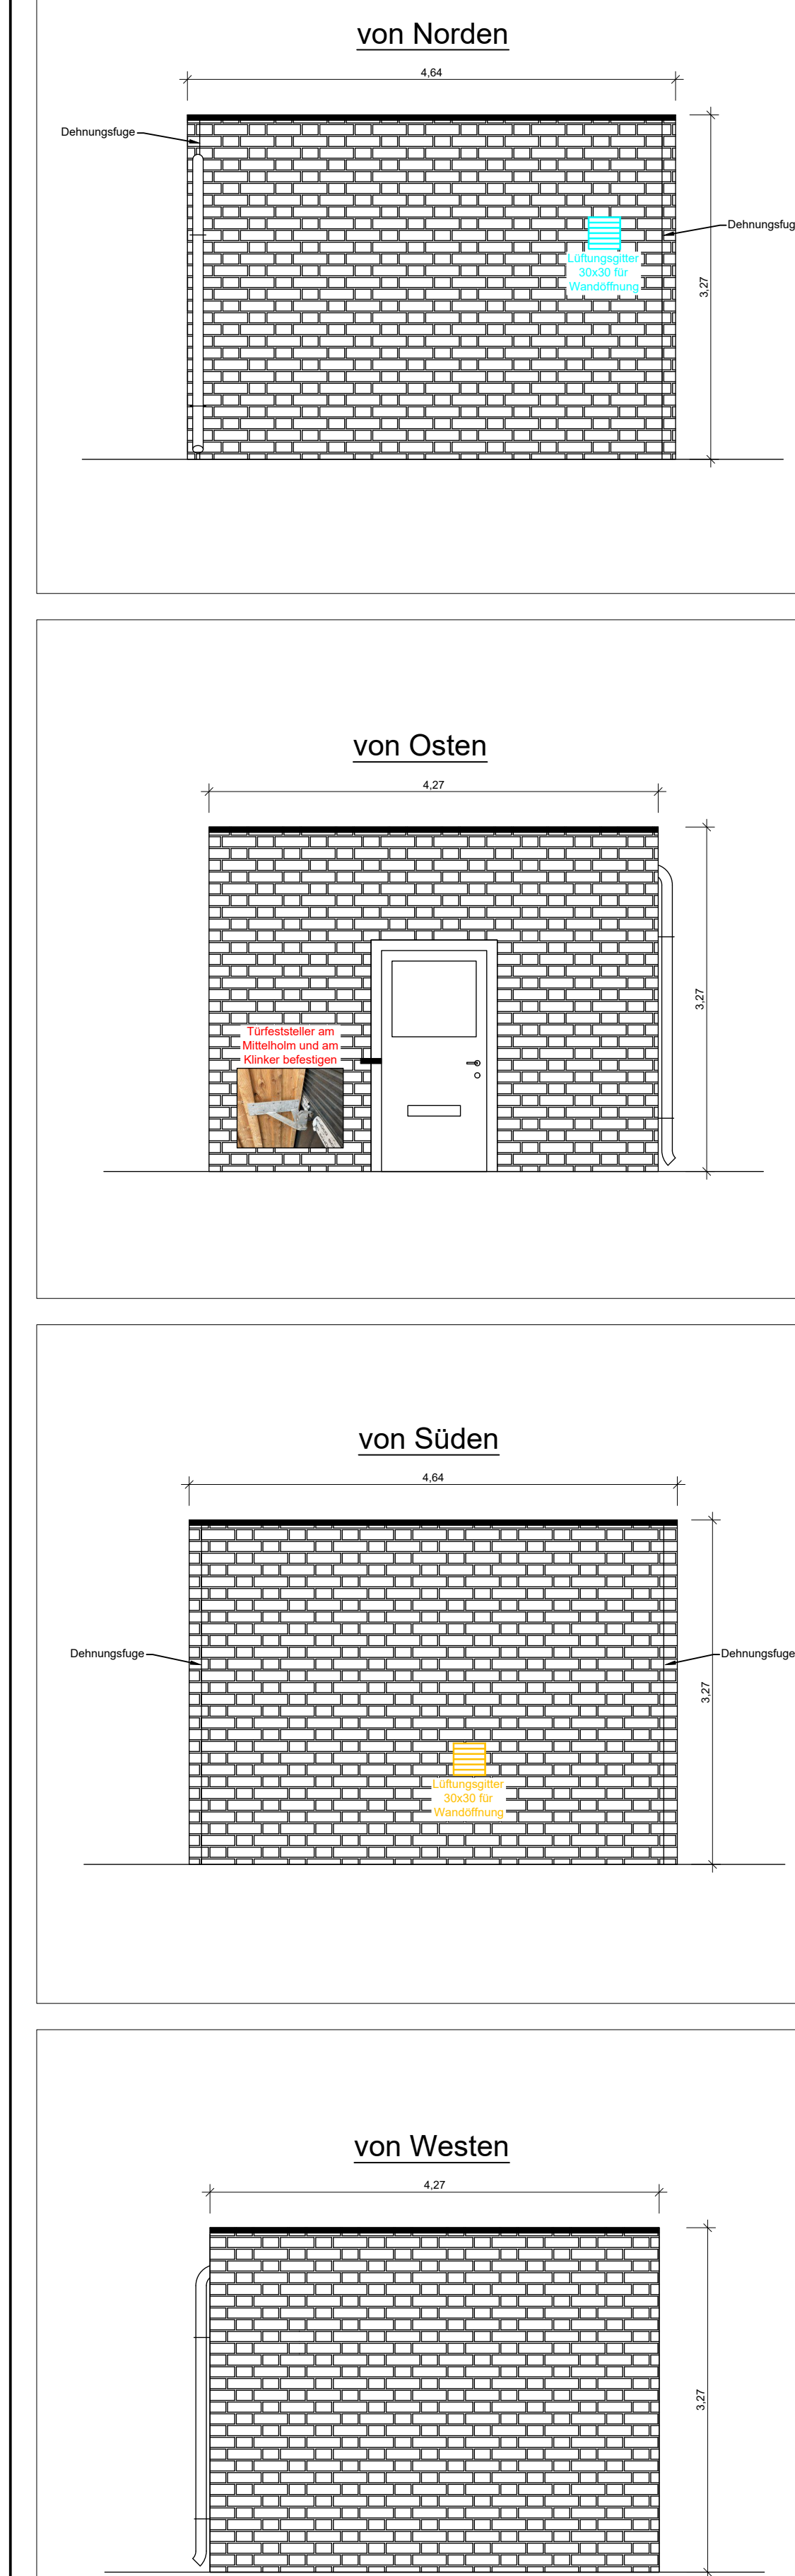 von Norden
4,64
Dehnungsfuge
Dehnungsfug
Lüftungsgitter
30x30 für
Wandöffnung
3,27
von Osten
4,27
3,27
Türfeststeller am
Mittelholm und am
Klinker befestigen
von Süden
4,64
Dehnungsfuge
Dehnungsfuge
3,27
Lüftungsgitter
30x30 für
Wandöffnung
von Westen
4,27
3,27